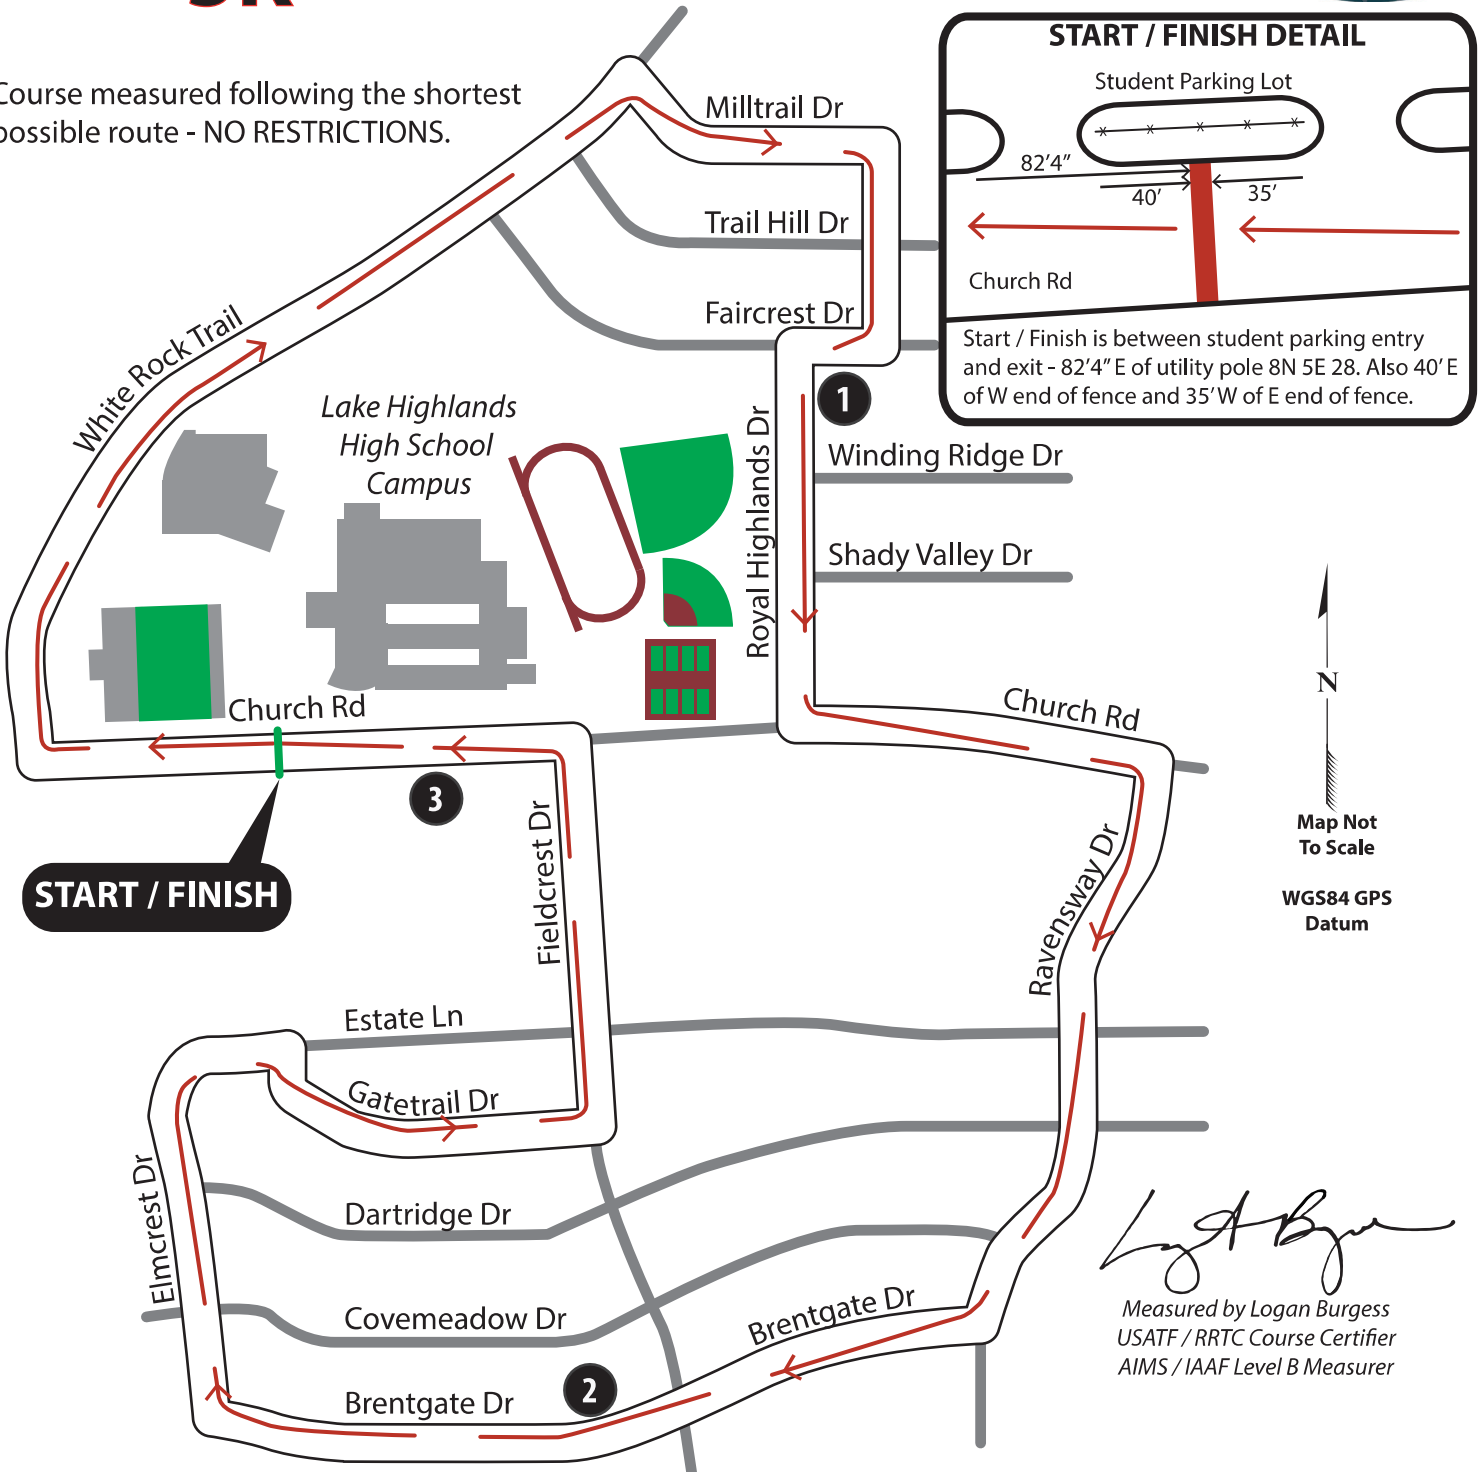 5K
Course measured following the shortest
possible route - NO RESTRICTIONS.
START / FINISH DETAIL
Student Parking Lot
82'4"
40'
35'
Church Rd
Start / Finish is between student parking entry
and exit - 82'4" E of utility pole 8N 5E 28. Also 40' E
of W end of fence and 35' W of E end of fence.
Milltrail Dr
Trail Hill Dr
Faircrest Dr
White Rock Trail
Lake Highlands
High School
Campus
1
Royal Highlands Dr
Winding Ridge Dr
Shady Valley Dr
N
Map Not
To Scale
WGS84 GPS
Datum
Church Rd
Church Rd
3
START / FINISH
Fieldcrest Dr
Ravensway Dr
Estate Ln
Gatetrail Dr
Elmcrest Dr
Dartridge Dr
Covemeadow Dr
Brentgate Dr
Brentgate Dr
2
Measured by Logan Burgess
USATF / RRTC Course Certifier
AIMS / IAAF Level B Measurer